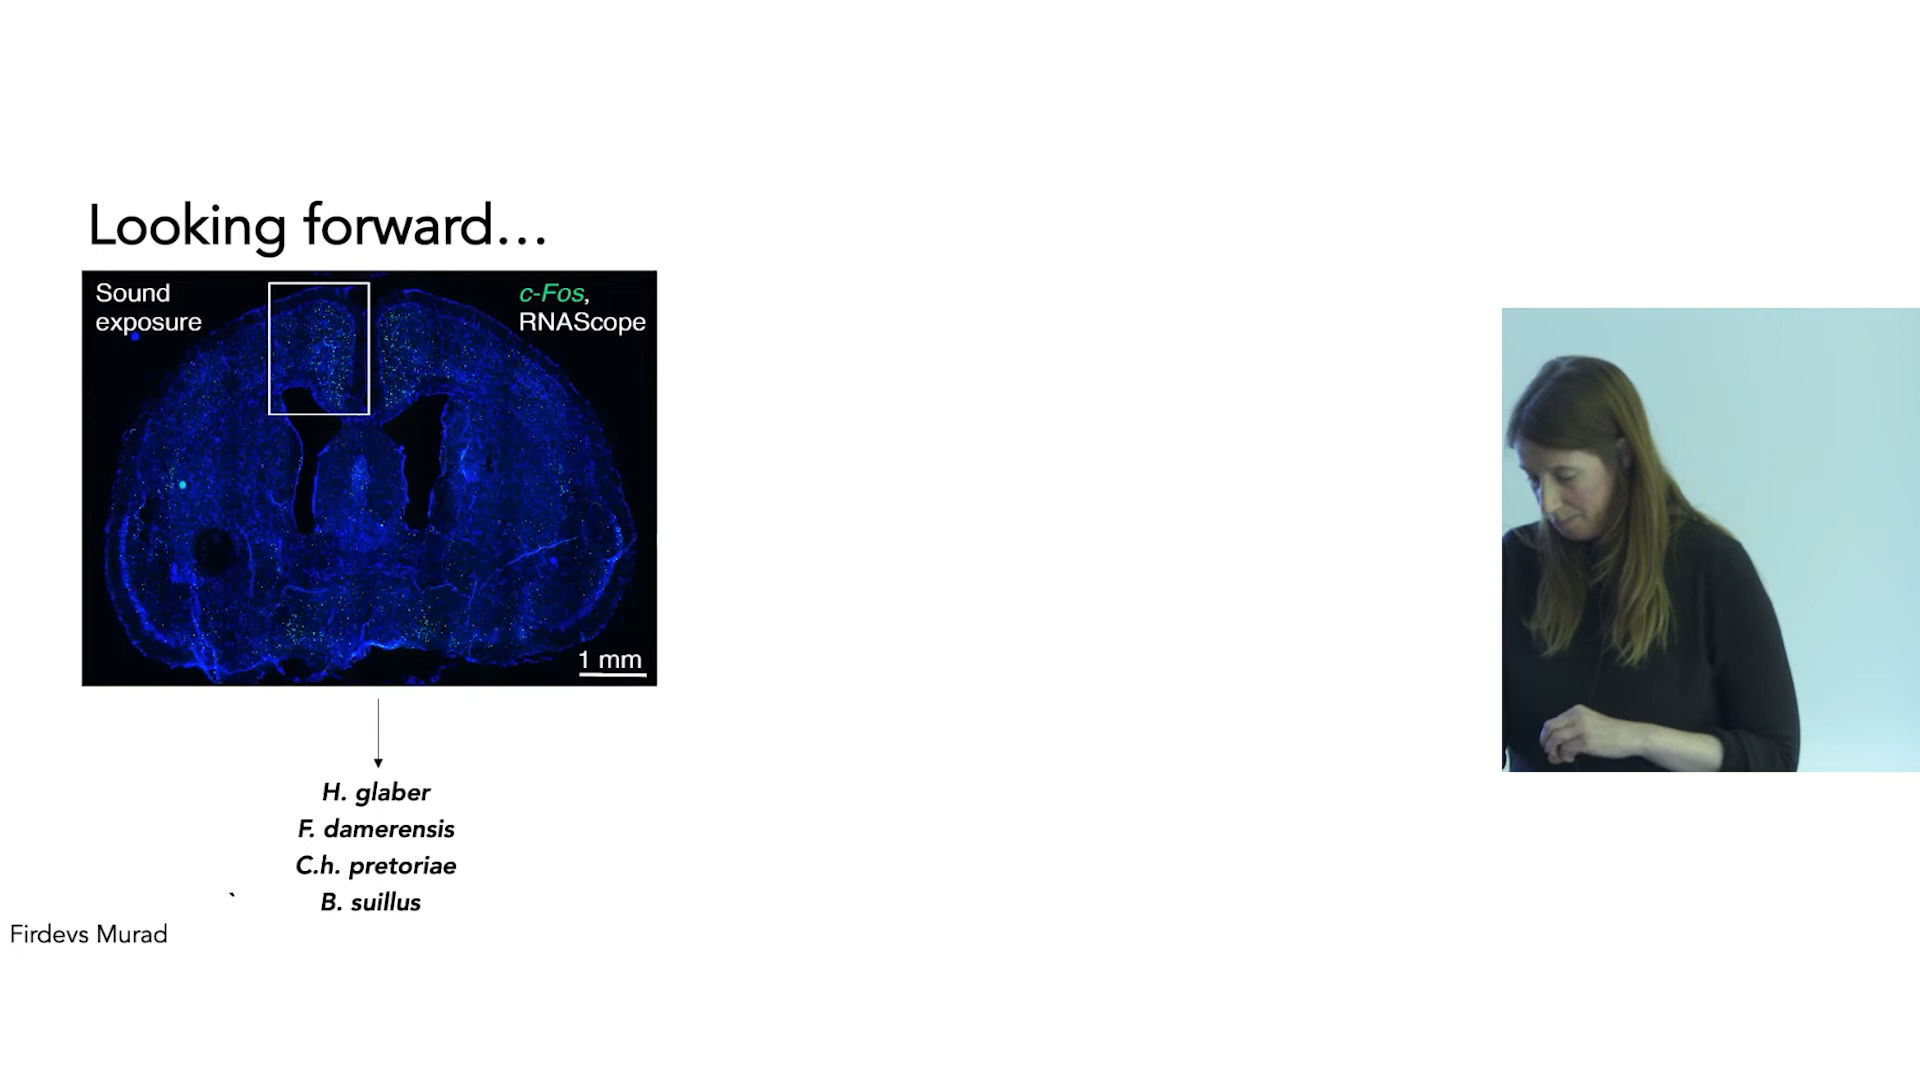 Looking forward...
Sound
exposure
c-Fos,
RNAScope
1 mm
H. glaber
F. damerensis
C.h. pretoriae
B. suillus
`
Firdevs Murad